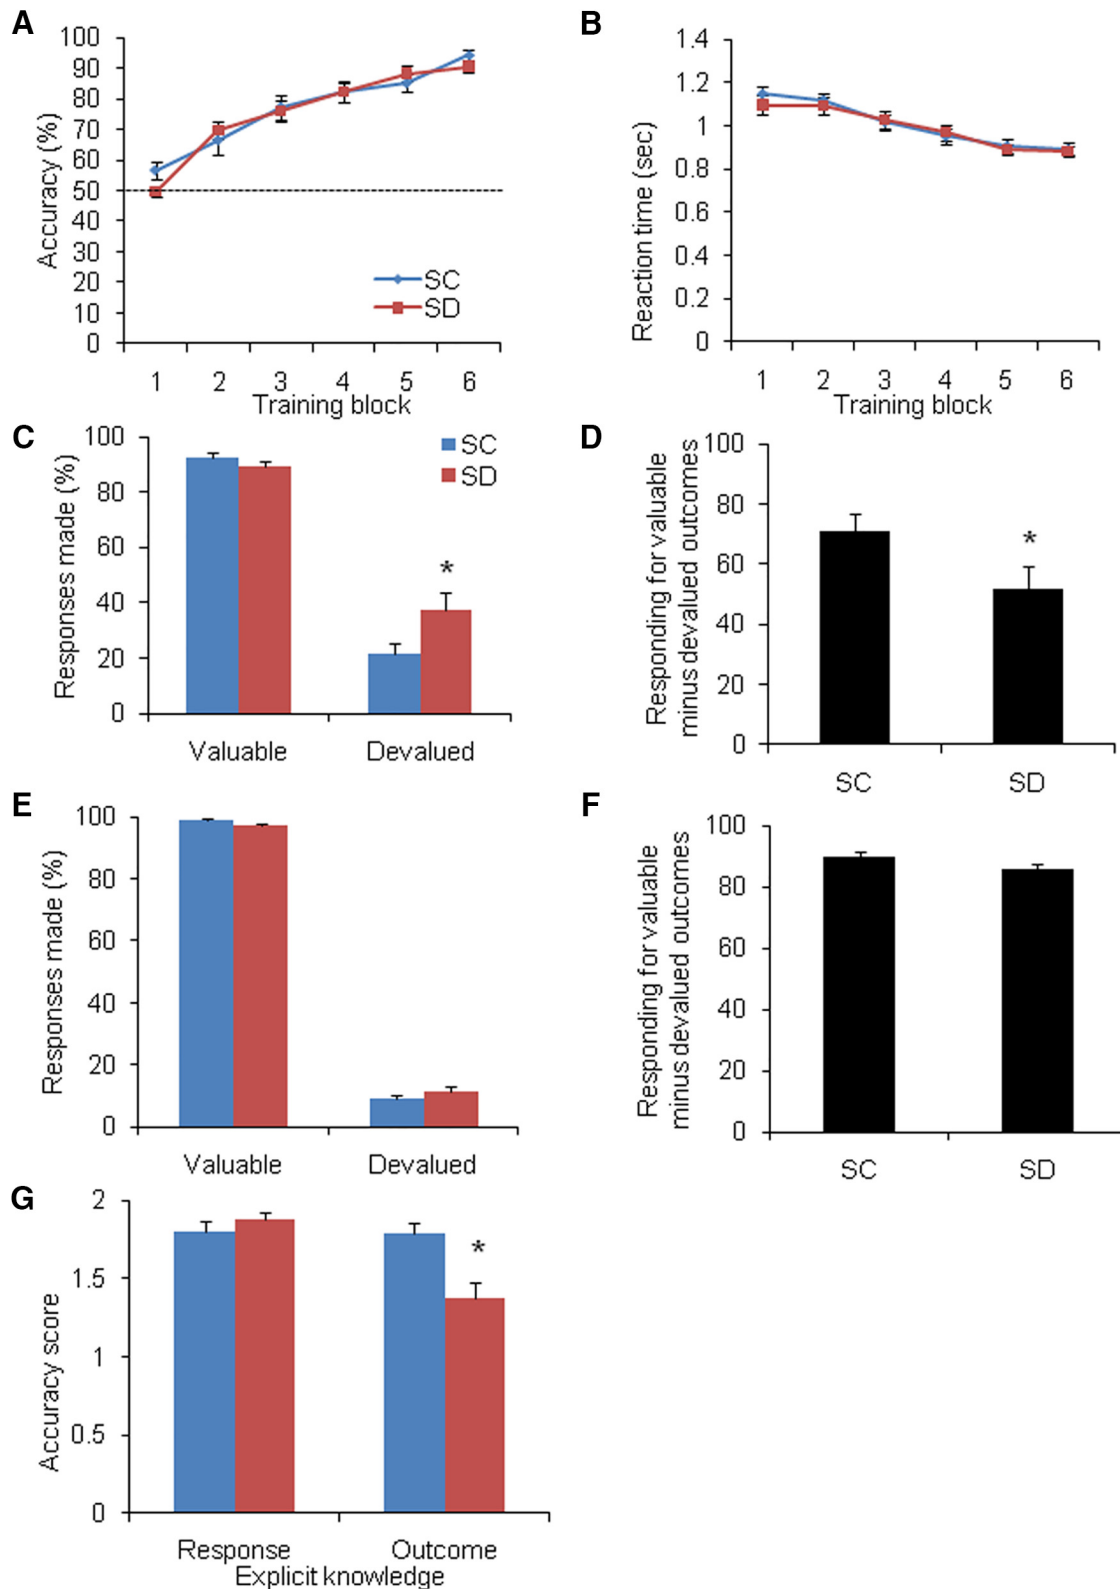 A
Accuracy (%)
100
90
80
70
60
50
40
30
20
10
0
SC
SD
1 2 3 4 5 6
Training block
B
Reaction time (sec)
1.4
1.2
1
0.8
0.6
0.4
0.2
0
1 2 3 4 5 6
Training block
C
Responses made (%)
100
80
60
40
20
0
SC
SD
*
Valuable Devalued
D
Responding for valuable
minus devalued outcomes
100
80
60
40
20
0
*
SC SD
E
Responses made (%)
100
80
60
40
20
0
Valuable Devalued
F
Responding for valuable
minus devalued outcomes
100
80
60
40
20
0
SC SD
G
Accuracy score
2
1.5
1
0.5
0
*
Response Outcome
Explicit knowledge